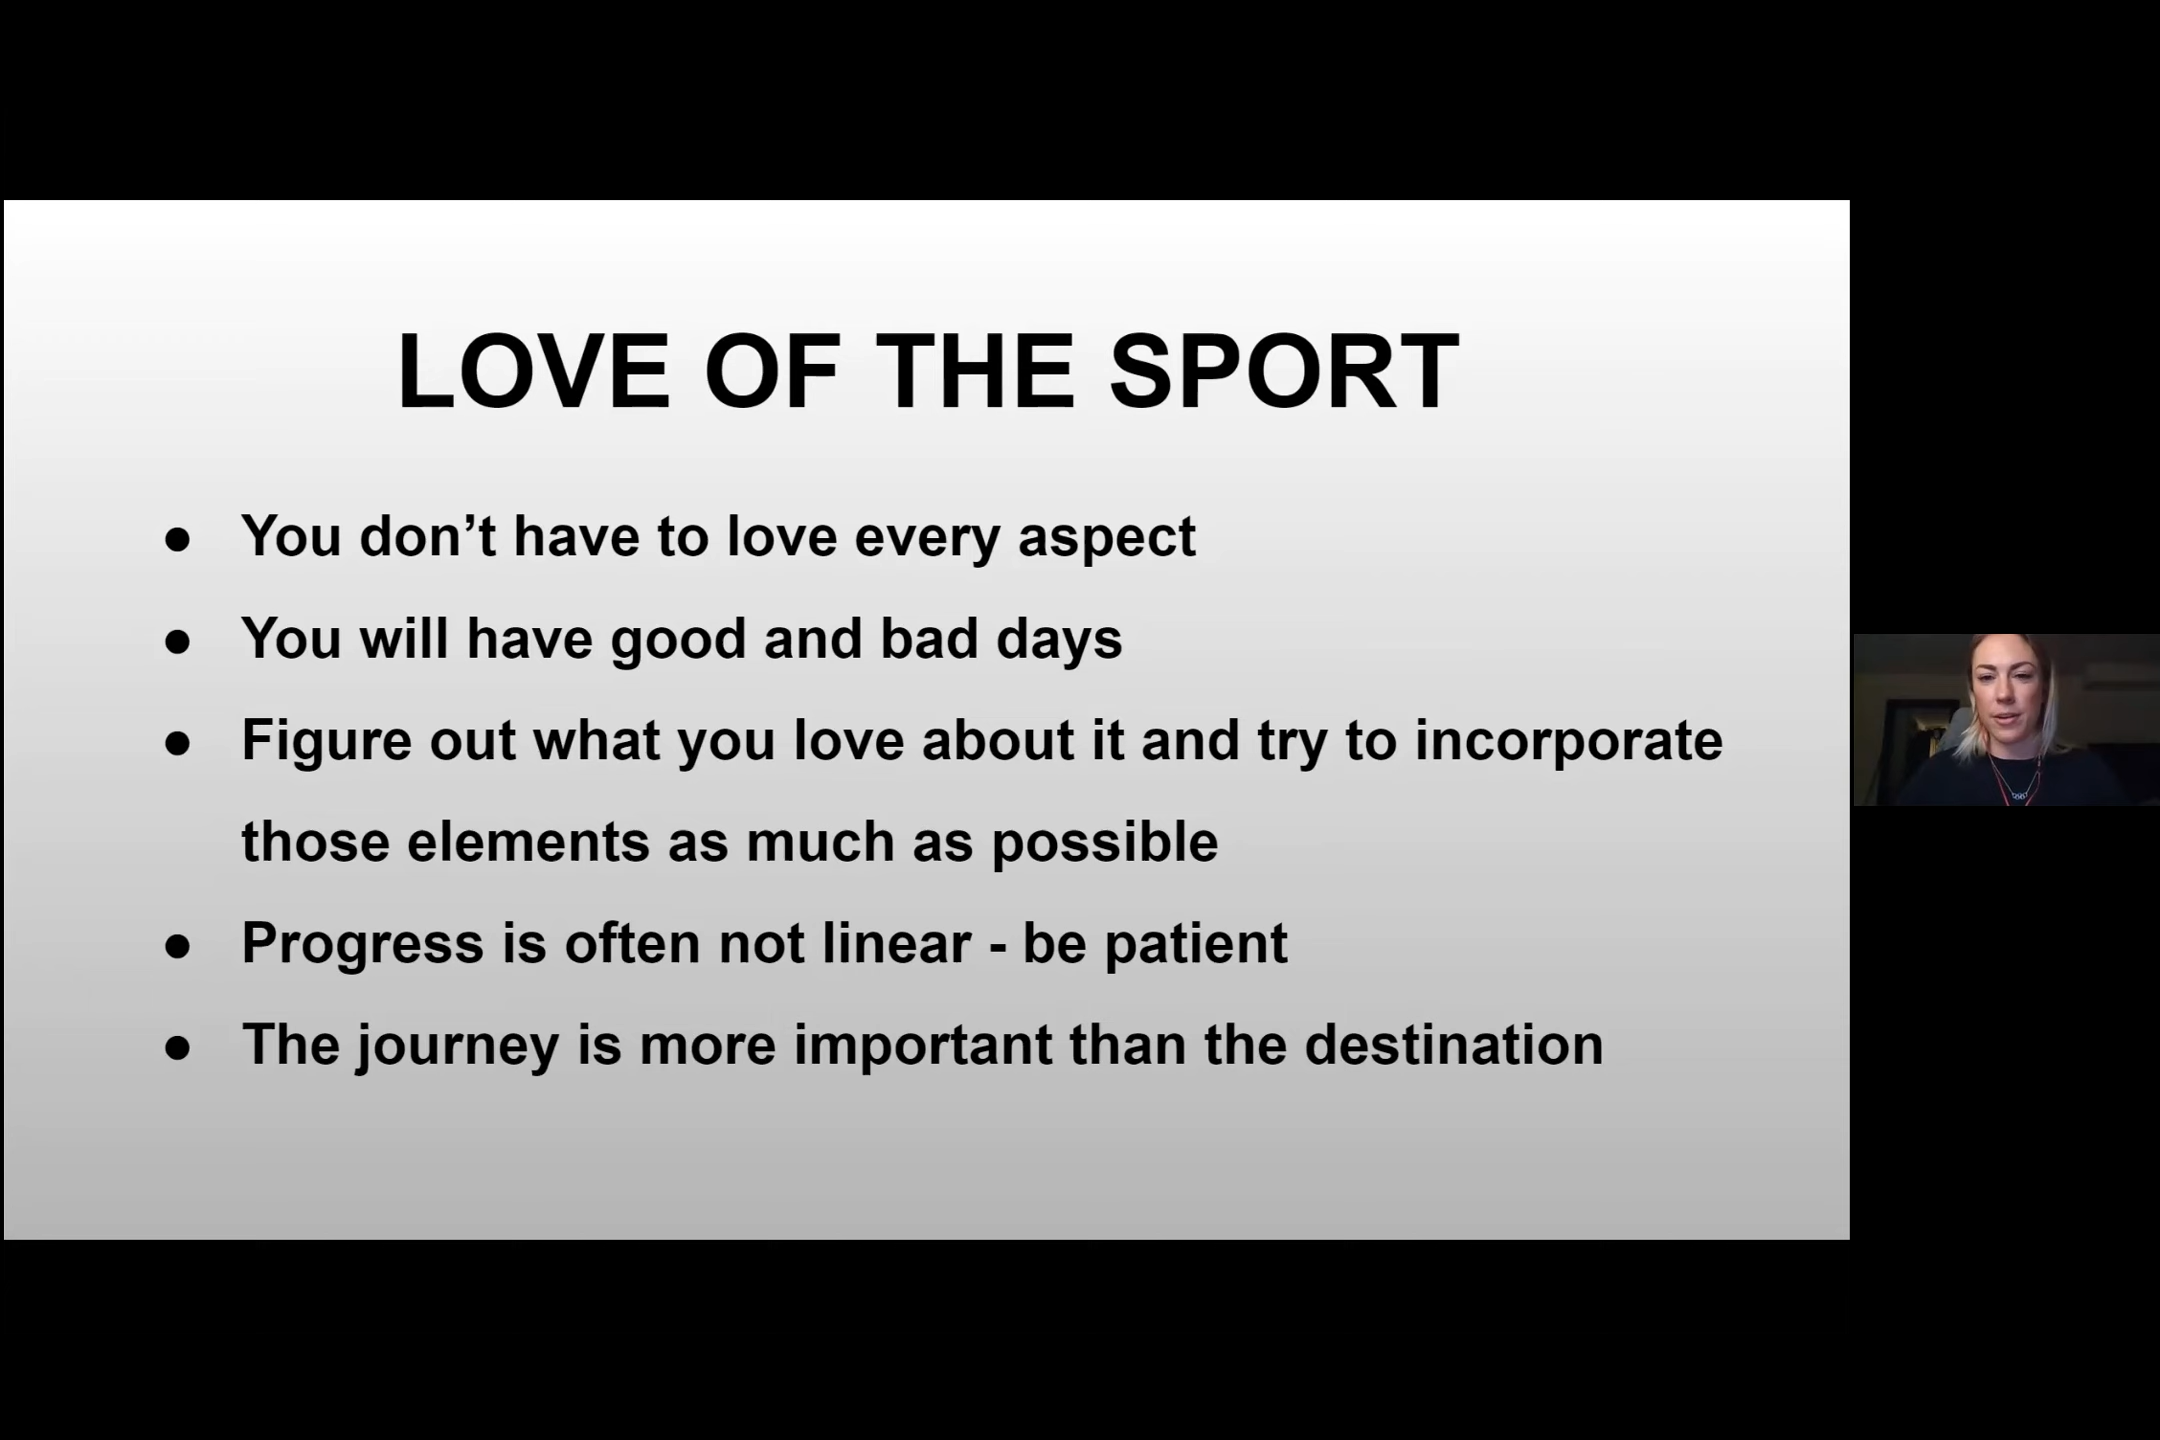 LOVE OF THE SPORT
● You don’t have to love every aspect
● You will have good and bad days
● Figure out what you love about it and try to incorporate
those elements as much as possible
● Progress is often not linear - be patient
● The journey is more important than the destination